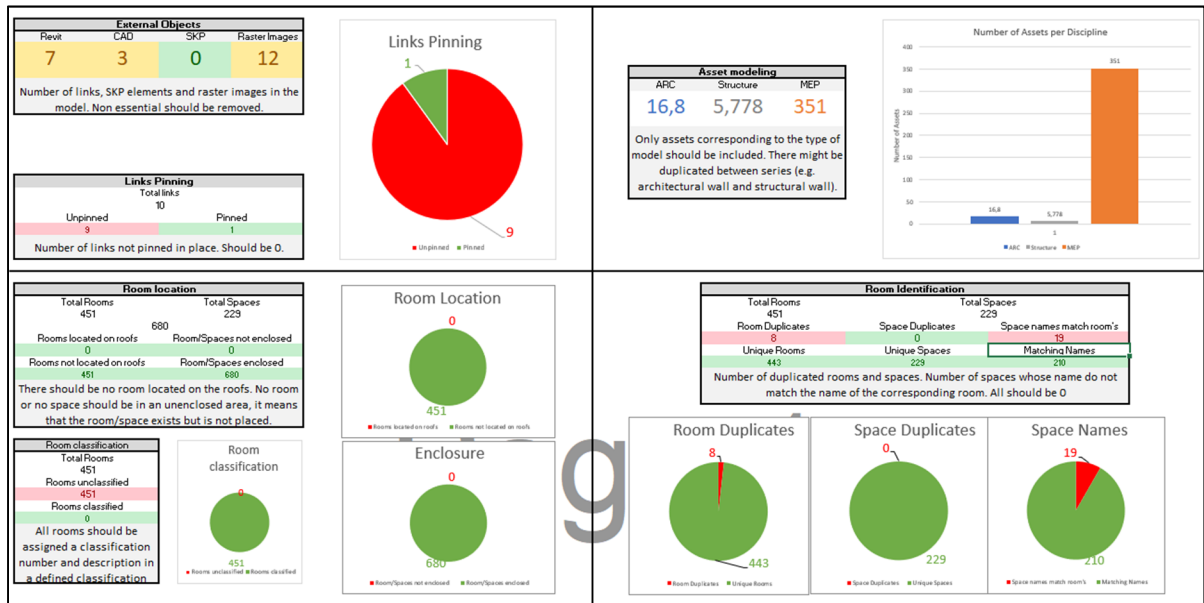 External Objects
Revit CAD SKP Raster Images
7 3 0 12
Number of links, SKP elements and raster images in the
model. Non essential should be removed.
Links Pinning
Total links
10
Unpinned Pinned
9 1
Number of links not pinned in place. Should be 0.
Links Pinning
1
9
Unpinned Pinned
Asset modeling
ARC Structure MEP
16,8 5,778 351
Only assets corresponding to the type of
model should be included. There might be
duplicated between series (e.g.
architectural wall and structural wall).
Number of Assets per Discipline
Number of Assets
400
350
300
250
200
150
100
50
0
16,8 5,778 351
1
ARC Structure MEP
Room location
Total Rooms Total Spaces
451 229
680
Rooms located on roofs Room/Spaces not enclosed
0 0
Rooms not located on roofs Room/Spaces enclosed
451 680
There should be no room located on the roofs. No room
or no space should be in an unenclosed area, it means
that the room/space exists but is not placed.
Room classification
Total Rooms
451
Rooms unclassified
451
Rooms classified
0
All rooms should be
assigned a classification
number and description in
a defined classification
Room
classification
0
451
Rooms unclassified Rooms classified
Room Location
0
451
Rooms located on roofs Rooms not located on roofs
Enclosure
0
680
Room/Spaces not enclosed Room/Spaces enclosed
Room Identification
Total Rooms Total Spaces
451 229
Room Duplicates Space Duplicates Space names match room's
8 0 19
Unique Rooms Unique Spaces Matching Names
443 229 210
Number of duplicated rooms and spaces. Number of spaces whose name do not
match the name of the corresponding room. All should be 0
Room Duplicates
8
443
Room Duplicates Unique Rooms
Space Duplicates
0
229
Space Duplicates Unique Spaces
Space Names
19
210
Space names match room's Matching Names